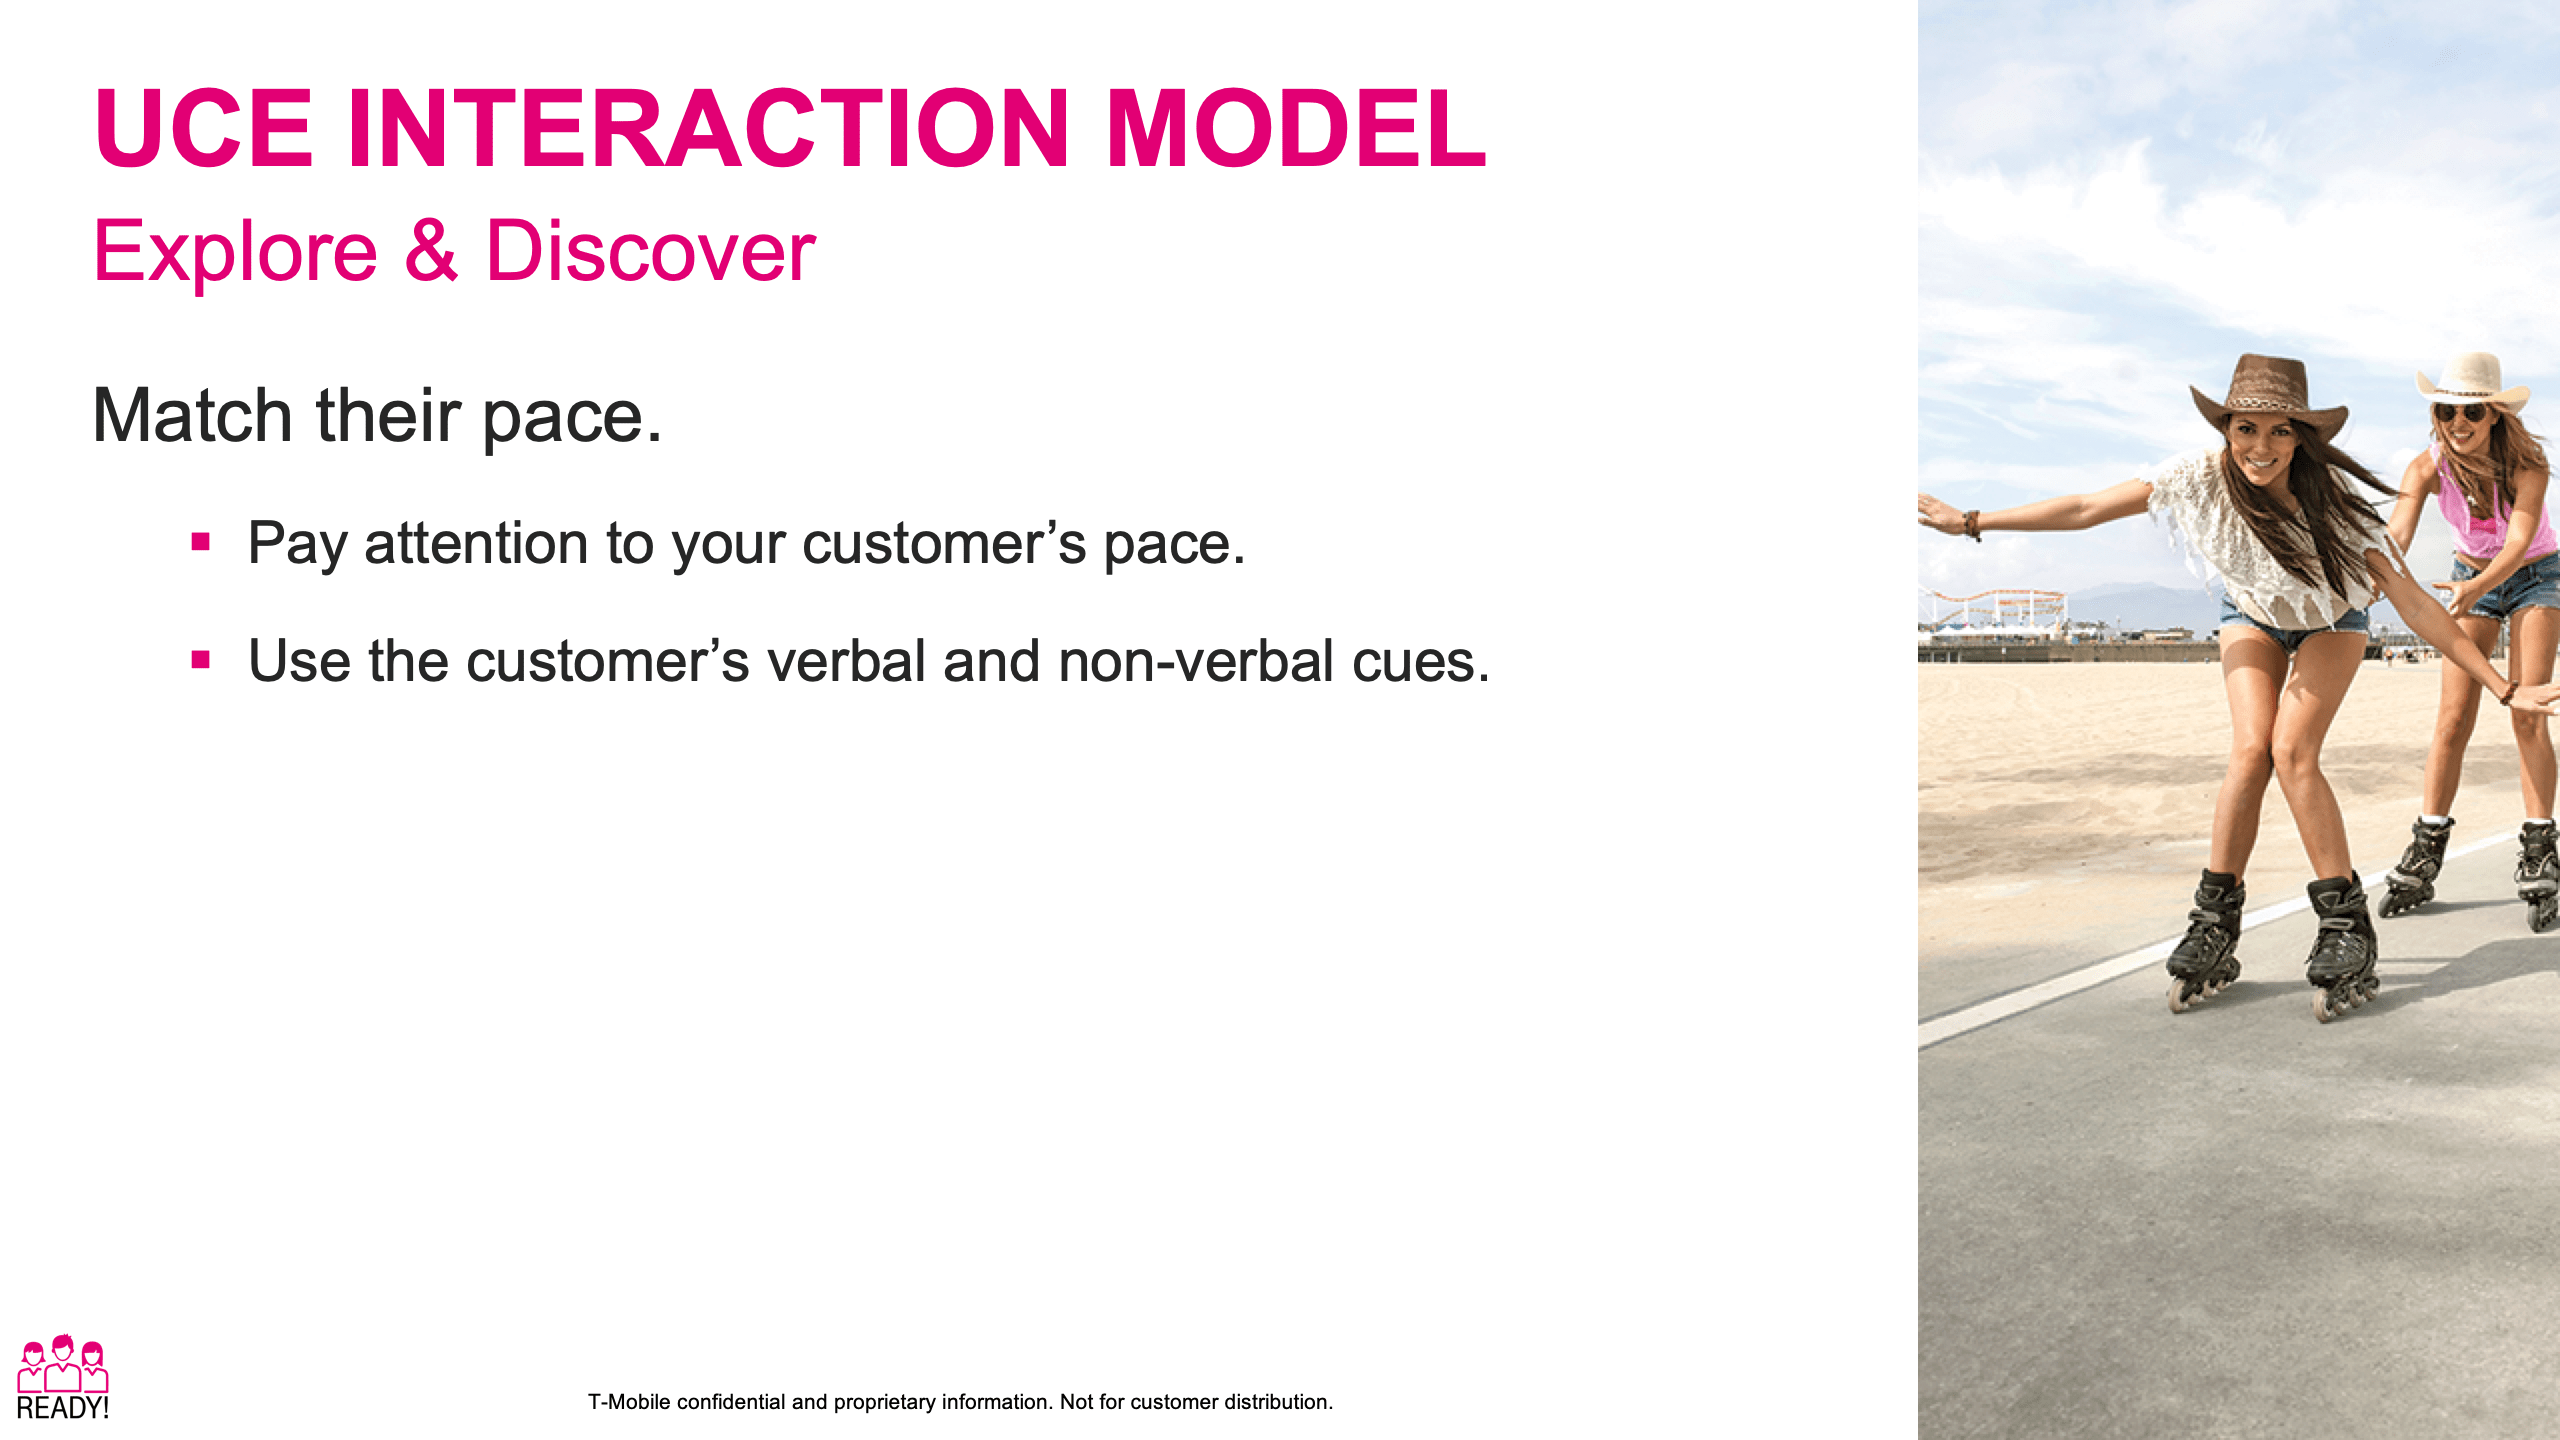 UCE INTERACTION MODEL
Explore & Discover
Match their pace.
▪ Pay attention to your customer’s pace.
▪ Use the customer’s verbal and non-verbal cues.
READY!
T-Mobile confidential and proprietary information. Not for customer distribution.